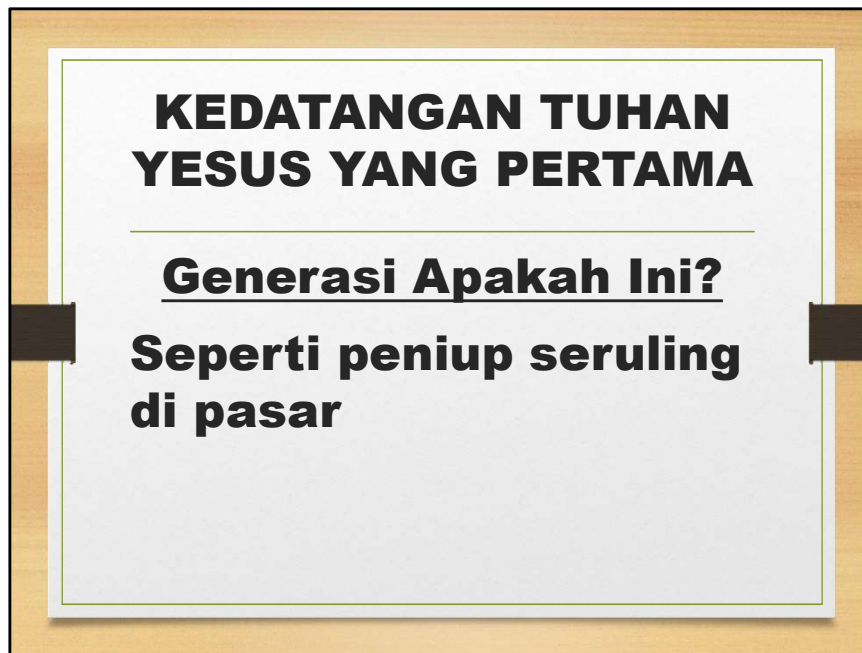 KEDATANGAN TUHAN
YESUS YANG PERTAMA
Generasi Apakah Ini?
Seperti peniup seruling
di pasar